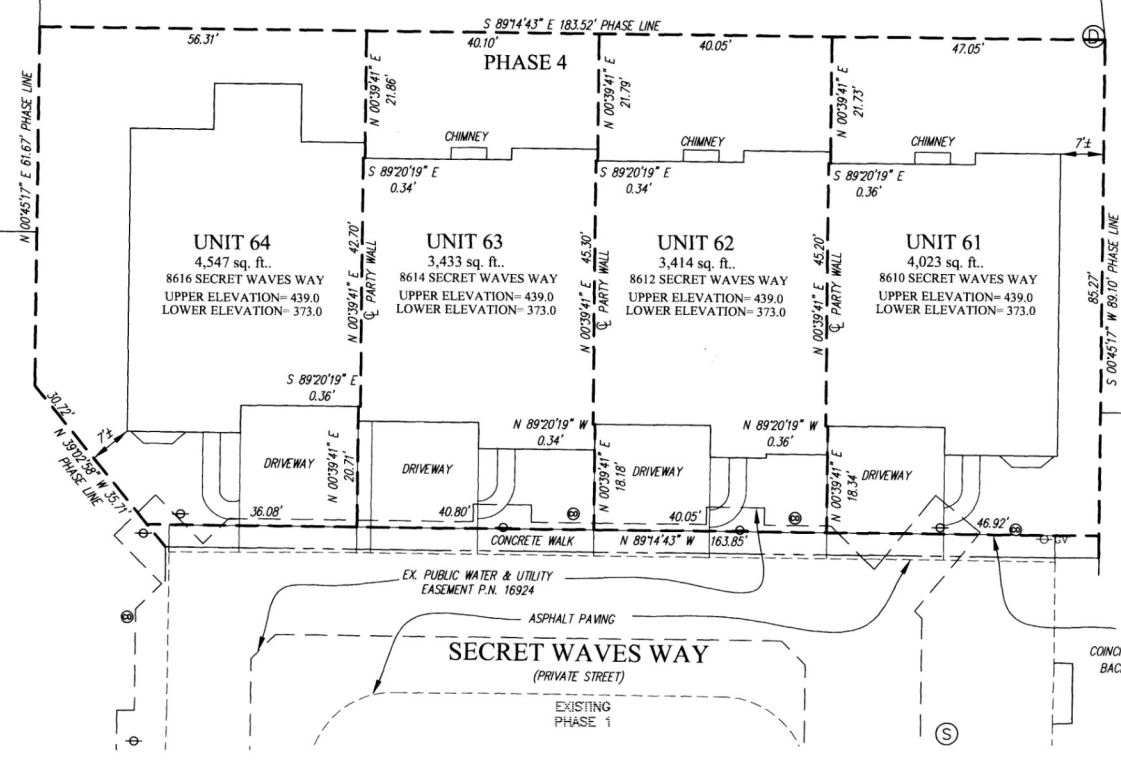 S 89°14'43" E 183.52' PHASE LINE
56.31'
40.10'
40.05'
47.05'
D
PHASE 4
N 00°45'17" E 61.67' PHASE LINE
N 00°39'41" E
21.86'
N 00°39'41" E
21.79'
N 00°39'41" E
21.73'
CHIMNEY
CHIMNEY
CHIMNEY
7'±
S 89°20'19" E
0.34'
S 89°20'19" E
0.34'
S 89°20'19" E
0.36'
UNIT 64
4,547 sq. ft..
8616 SECRET WAVES WAY
UPPER ELEVATION= 439.0
LOWER ELEVATION= 373.0
N 00°39'41" E 42.70'
℄ PARTY WALL
UNIT 63
3,433 sq. ft..
8614 SECRET WAVES WAY
UPPER ELEVATION= 439.0
LOWER ELEVATION= 373.0
N 00°39'41" E 45.30'
℄ PARTY WALL
UNIT 62
3,414 sq. ft..
8612 SECRET WAVES WAY
UPPER ELEVATION= 439.0
LOWER ELEVATION= 373.0
N 00°39'41" E 45.20'
℄ PARTY WALL
UNIT 61
4,023 sq. ft..
8610 SECRET WAVES WAY
UPPER ELEVATION= 439.0
LOWER ELEVATION= 373.0
85.27'
S 00°45'17" W 89.10' PHASE LINE
30.72'
N 39°02'58" W 35.71'
PHASE LINE
7'±
S 89°20'19" E
0.36'
N 89°20'19" W
0.34'
N 89°20'19" W
0.36'
DRIVEWAY
N 00°39'41" E
20.71'
DRIVEWAY
N 00°39'41" E
18.18'
DRIVEWAY
N 00°39'41" E
18.34'
DRIVEWAY
36.08'
40.80'
CO
40.05'
CO
46.92'
CO
GV
CONCRETE WALK
N 89°14'43" W 163.85'
EX. PUBLIC WATER & UTILITY
EASEMENT P.N. 16924
CO
ASPHALT PAVING
SECRET WAVES WAY
(PRIVATE STREET)
EXISTING
PHASE 1
COINC
BAC
S